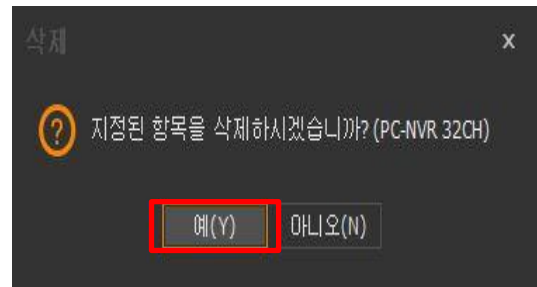 삭제
x
지정된 항목을 삭제하시겠습니까? (PC-NVR 32CH)
예(Y) 아니오(N)